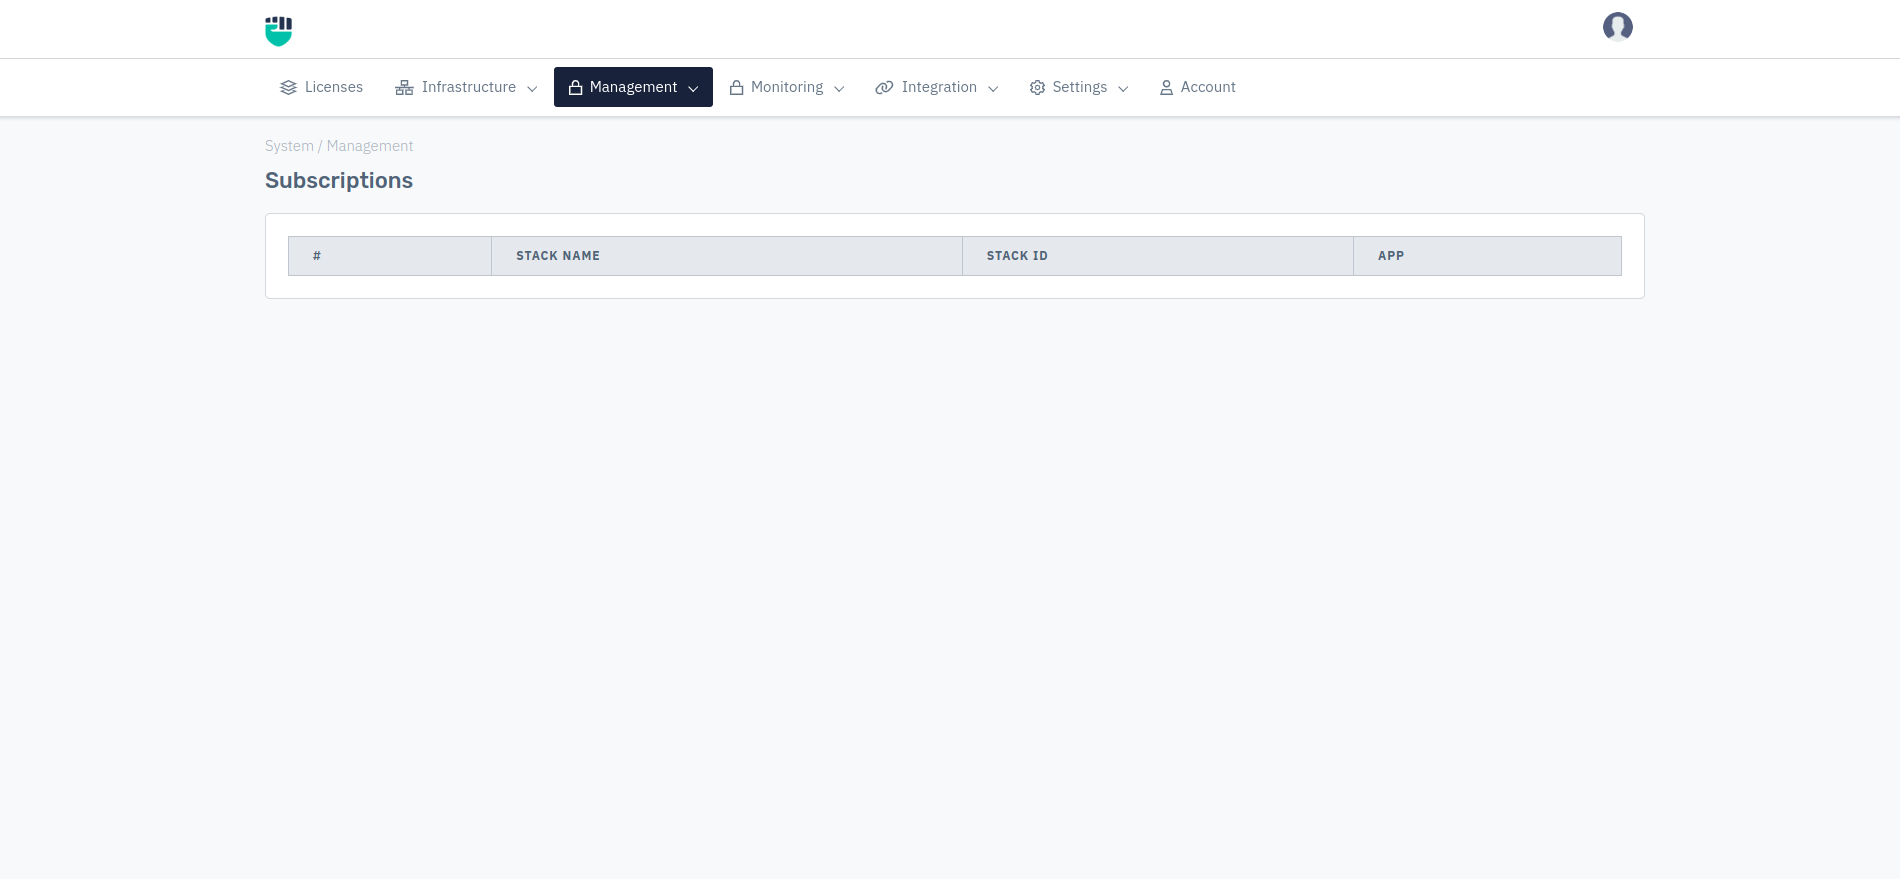 Licenses Infrastructure Management Monitoring Integration Settings Account
System / Management
Subscriptions
# STACK NAME STACK ID APP